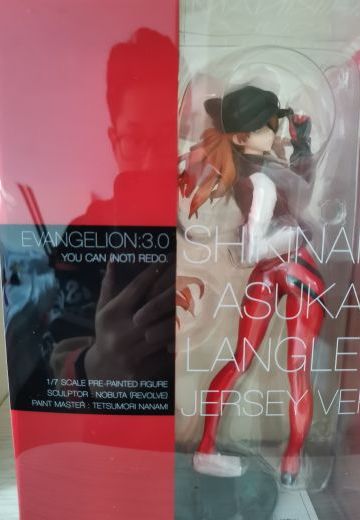 EVANGELION:3.0
YOU CAN (NOT) REDO.
SHIKINA
ASUKA
LANGLE
JERSEY VE
1/7 SCALE PRE-PAINTED FIGURE
SCULPTOR : NOBUTA (REVOLVE)
PAINT MASTER : TETSUMORI NANAMI